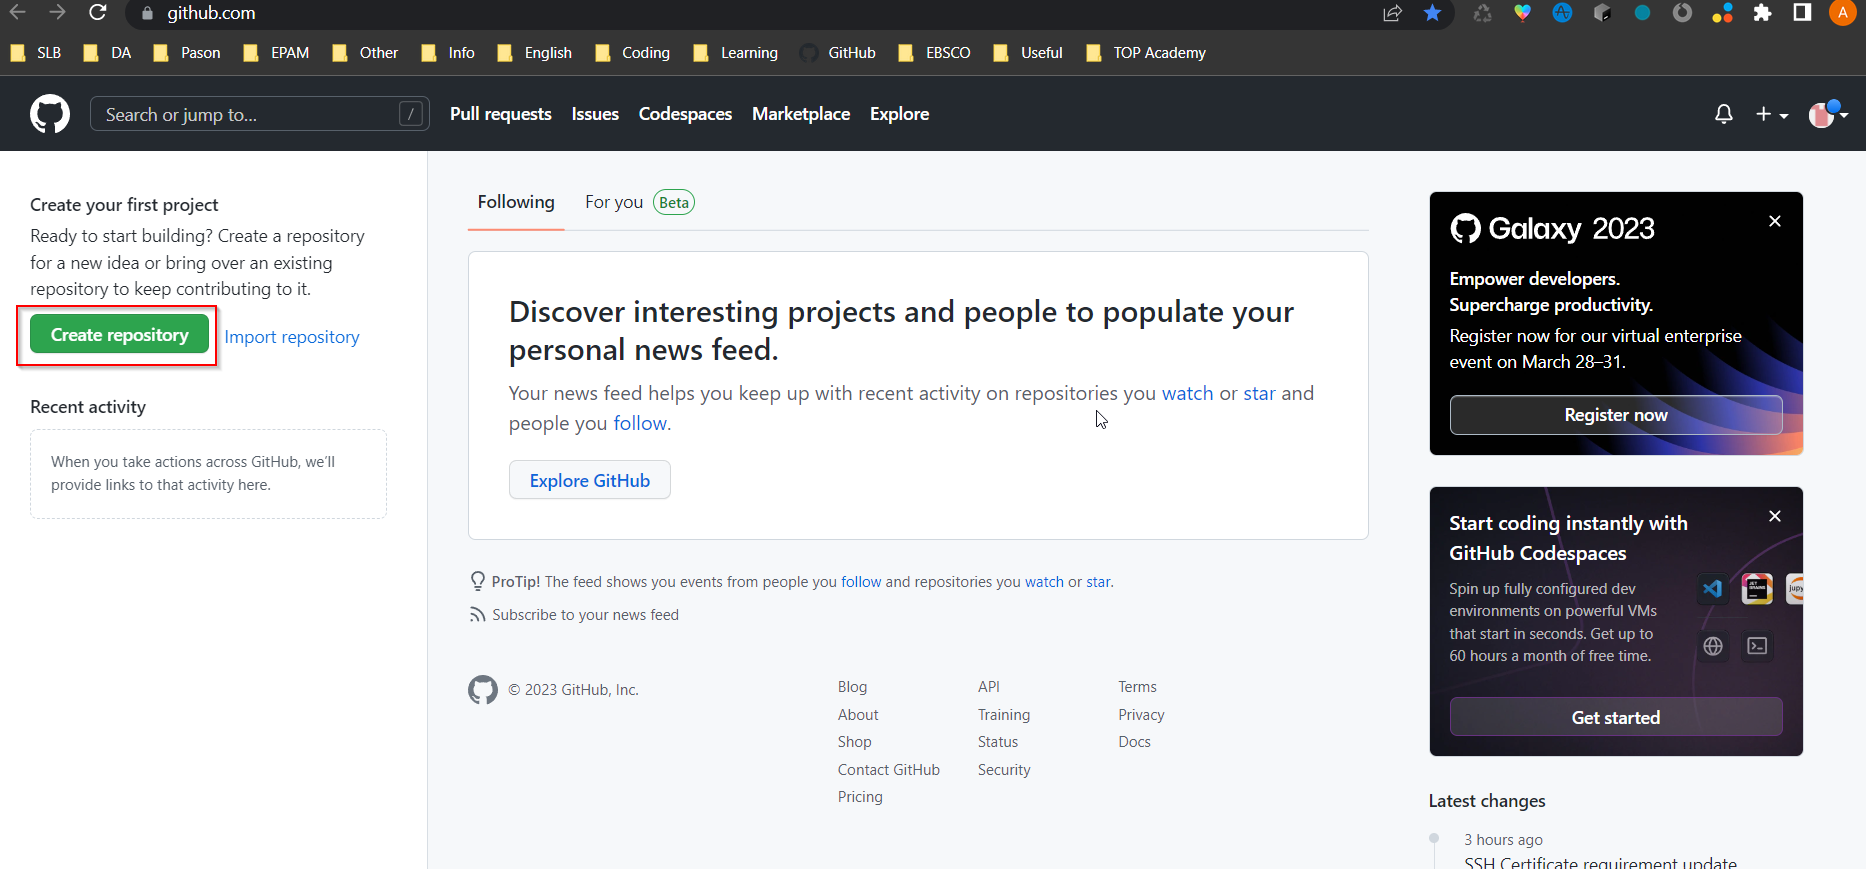 github.com
A
SLB DA Pason EPAM Other Info English Coding Learning GitHub EBSCO Useful TOP Academy
Search or jump to... /
Pull requests Issues Codespaces Marketplace Explore
Create your first project
Ready to start building? Create a repository
for a new idea or bring over an existing
repository to keep contributing to it.
Create repository Import repository
Recent activity
When you take actions across GitHub, we’ll
provide links to that activity here.
Following For you Beta
Discover interesting projects and people to populate your
personal news feed.
Your news feed helps you keep up with recent activity on repositories you watch or star and
people you follow.
Explore GitHub
ProTip! The feed shows you events from people you follow and repositories you watch or star.
Subscribe to your news feed
© 2023 GitHub, Inc.
Blog
About
Shop
Contact GitHub
Pricing
API
Training
Status
Security
Terms
Privacy
Docs
Galaxy 2023
Empower developers.
Supercharge productivity.
Register now for our virtual enterprise
event on March 28–31.
Register now
Start coding instantly with
GitHub Codespaces
Spin up fully configured dev
environments on powerful VMs
that start in seconds. Get up to
60 hours a month of free time.
Get started
Latest changes
3 hours ago
SSH Certificate requirement update